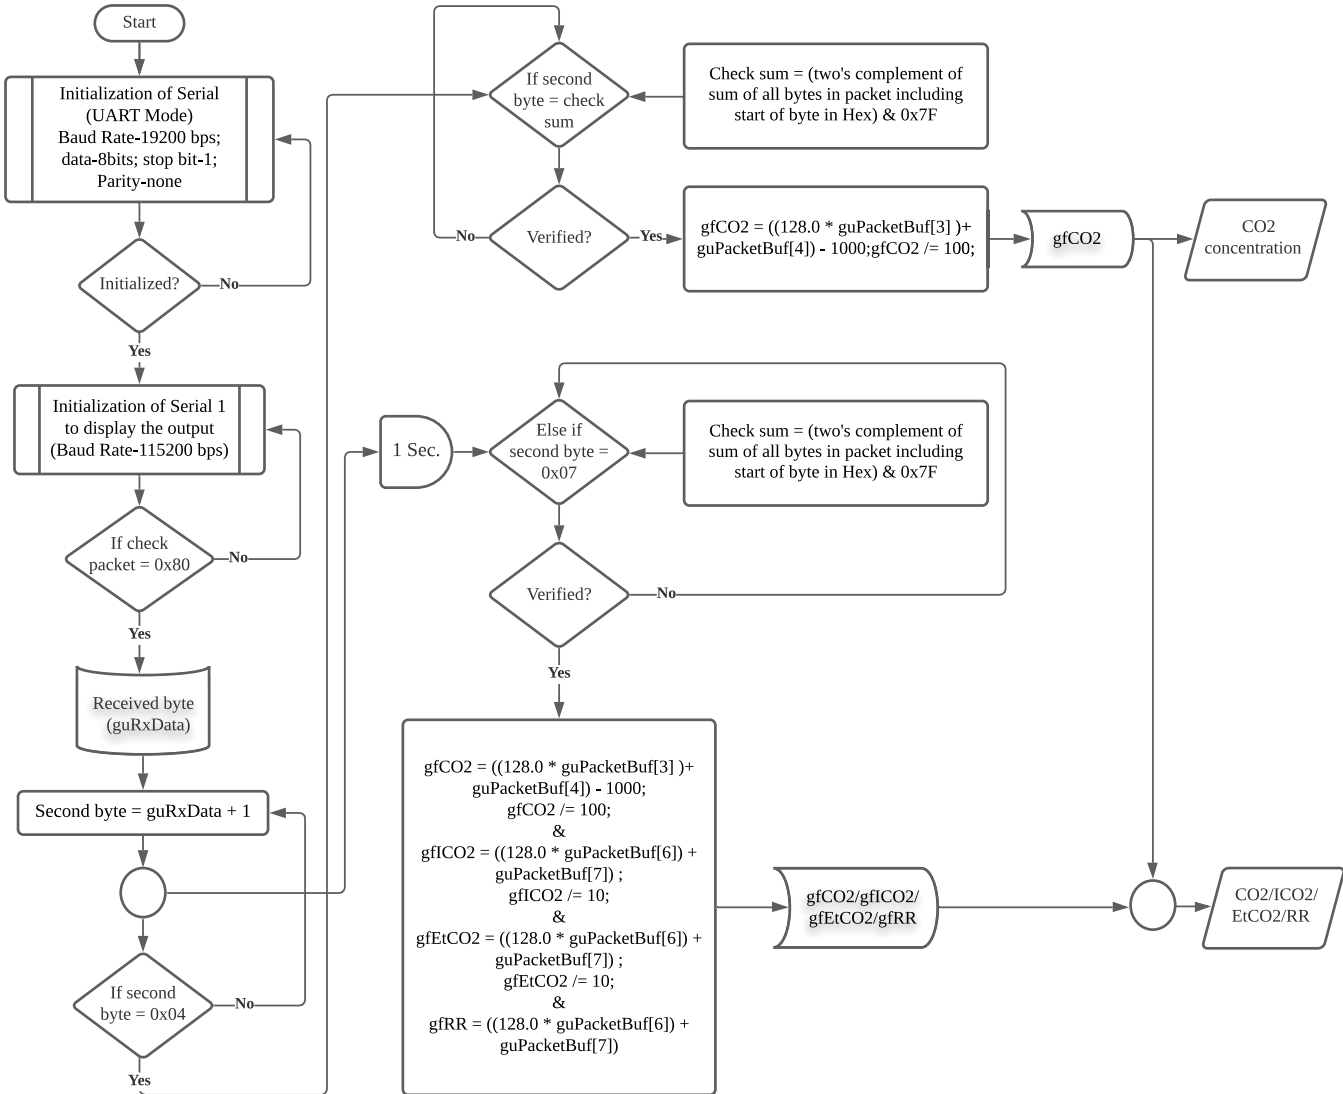 Start
Initialization of Serial
(UART Mode)
Baud Rate-19200 bps;
data-8bits; stop bit-1;
Parity-none
Initialized?
No
Yes
Initialization of Serial 1
to display the output
(Baud Rate-115200 bps)
If check
packet = 0x80
No
Yes
Received byte
(guRxData)
Second byte = guRxData + 1
If second
byte = 0x04
No
Yes
If second
byte = check
sum
Check sum = (two's complement of
sum of all bytes in packet including
start of byte in Hex) & 0x7F
Verified?
No
Yes
gfCO2 = ((128.0 * guPacketBuf[3] )+
guPacketBuf[4]) - 1000;gfCO2 /= 100;
gfCO2
CO2
concentration
1 Sec.
Else if
second byte =
0x07
Check sum = (two's complement of
sum of all bytes in packet including
start of byte in Hex) & 0x7F
Verified?
No
Yes
gfCO2 = ((128.0 * guPacketBuf[3] )+
guPacketBuf[4]) - 1000;
gfCO2 /= 100;
&
gfICO2 = ((128.0 * guPacketBuf[6]) +
guPacketBuf[7]) ;
gfICO2 /= 10;
&
gfEtCO2 = ((128.0 * guPacketBuf[6]) +
guPacketBuf[7]) ;
gfEtCO2 /= 10;
&
gfRR = ((128.0 * guPacketBuf[6]) +
guPacketBuf[7])
gfCO2/gfICO2/
gfEtCO2/gfRR
CO2/ICO2/
EtCO2/RR